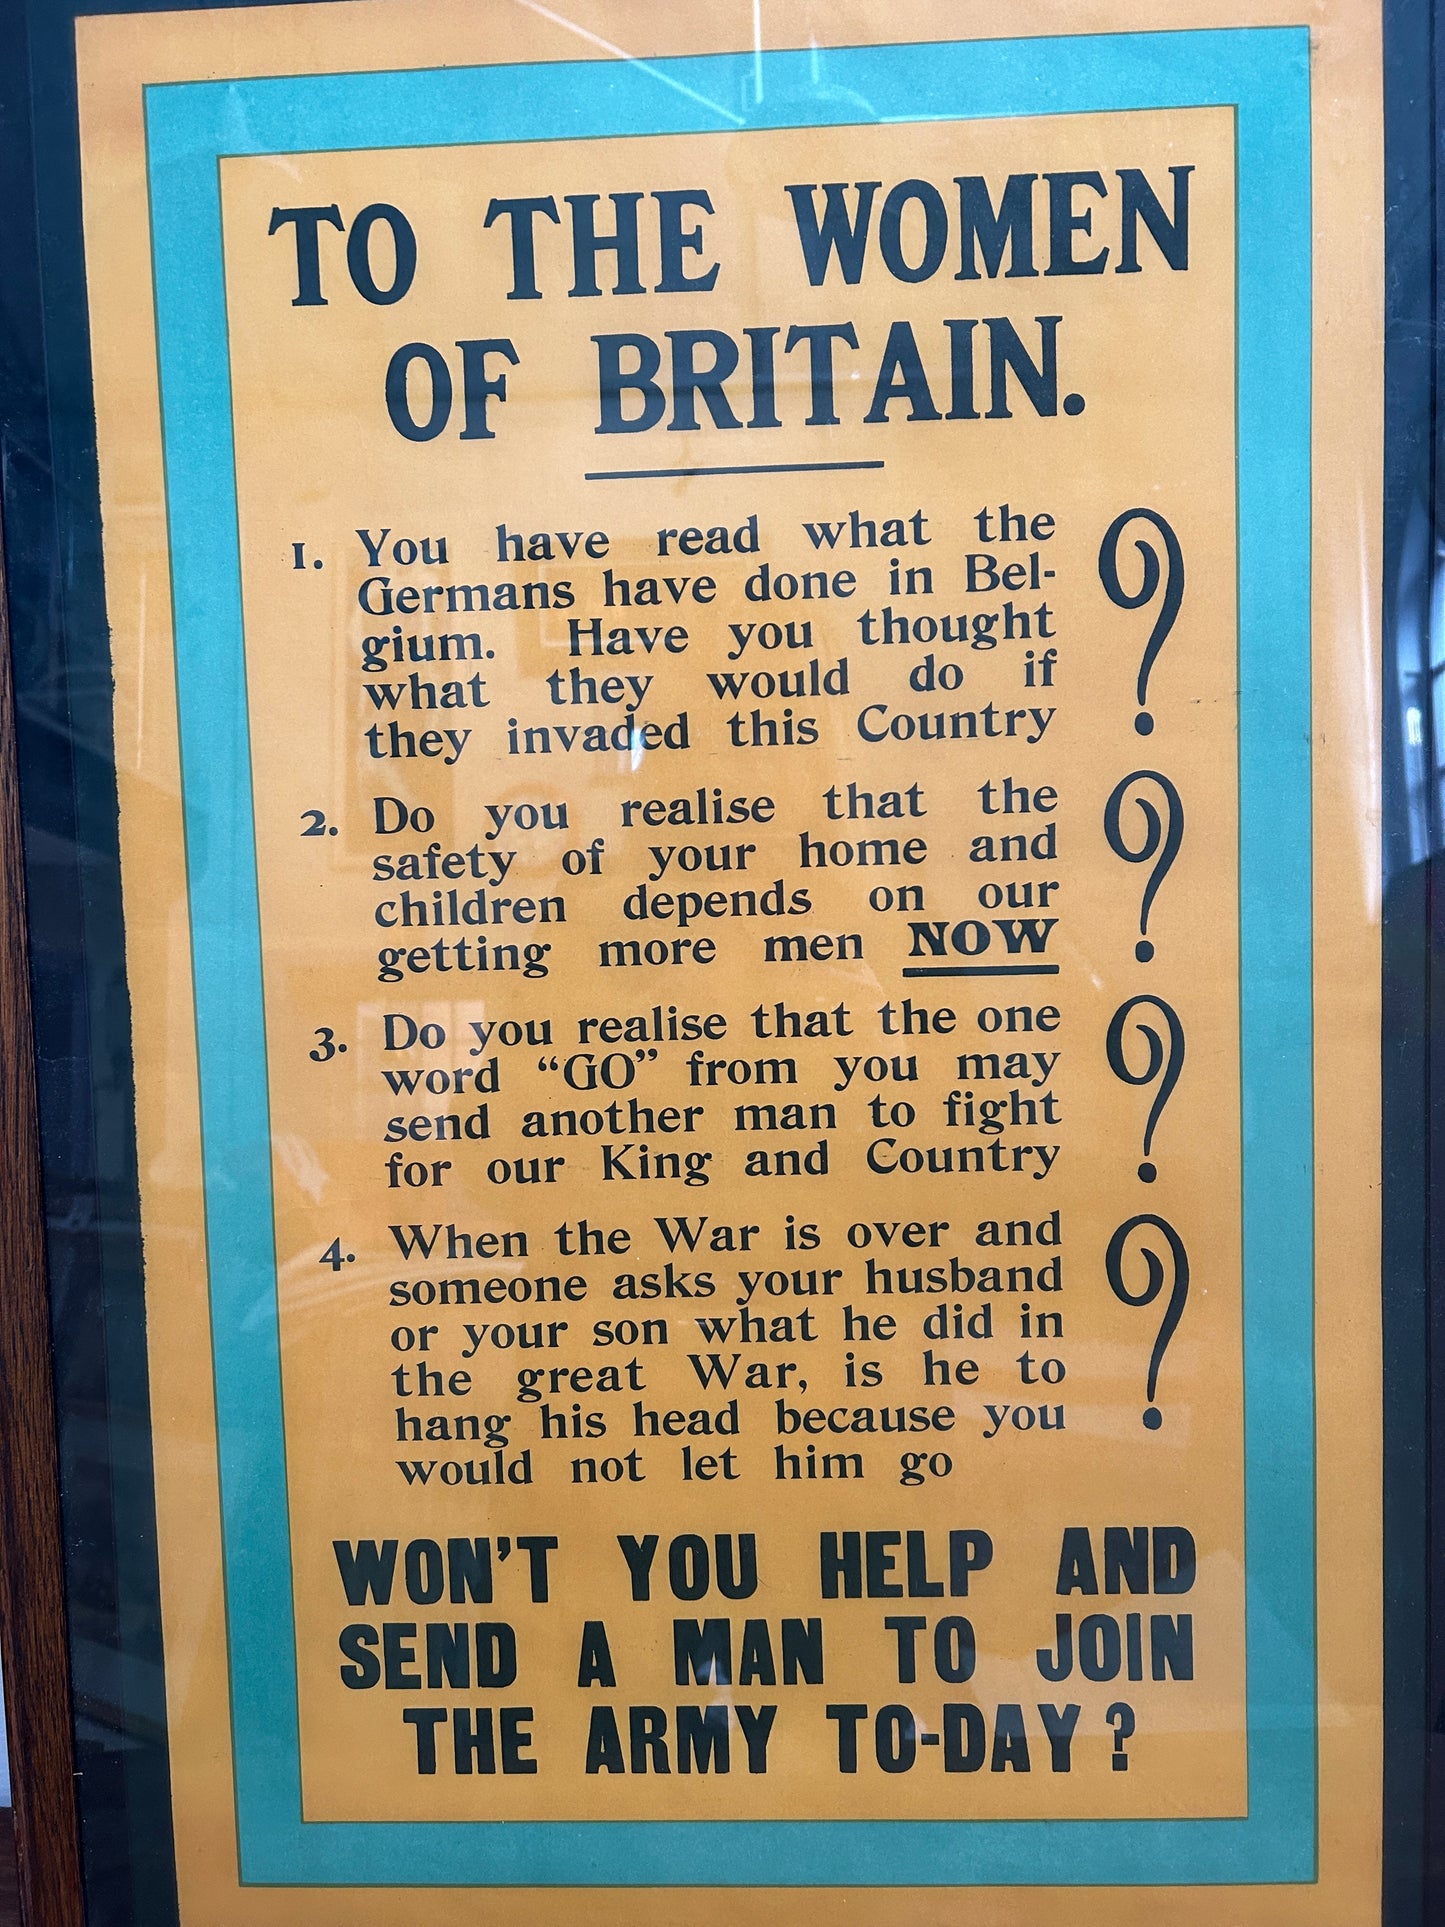 TO THE WOMEN
OF BRITAIN.
1. You have read what the
Germans have done in Bel-
gium. Have you thought
what they would do if
they invaded this Country ?
2. Do you realise that the
safety of your home and
children depends on our
getting more men NOW ?
3. Do you realise that the one
word “GO” from you may
send another man to fight
for our King and Country ?
4. When the War is over and
someone asks your husband
or your son what he did in
the great War, is he to
hang his head because you
would not let him go ?
WON'T YOU HELP AND
SEND A MAN TO JOIN
THE ARMY TO-DAY?